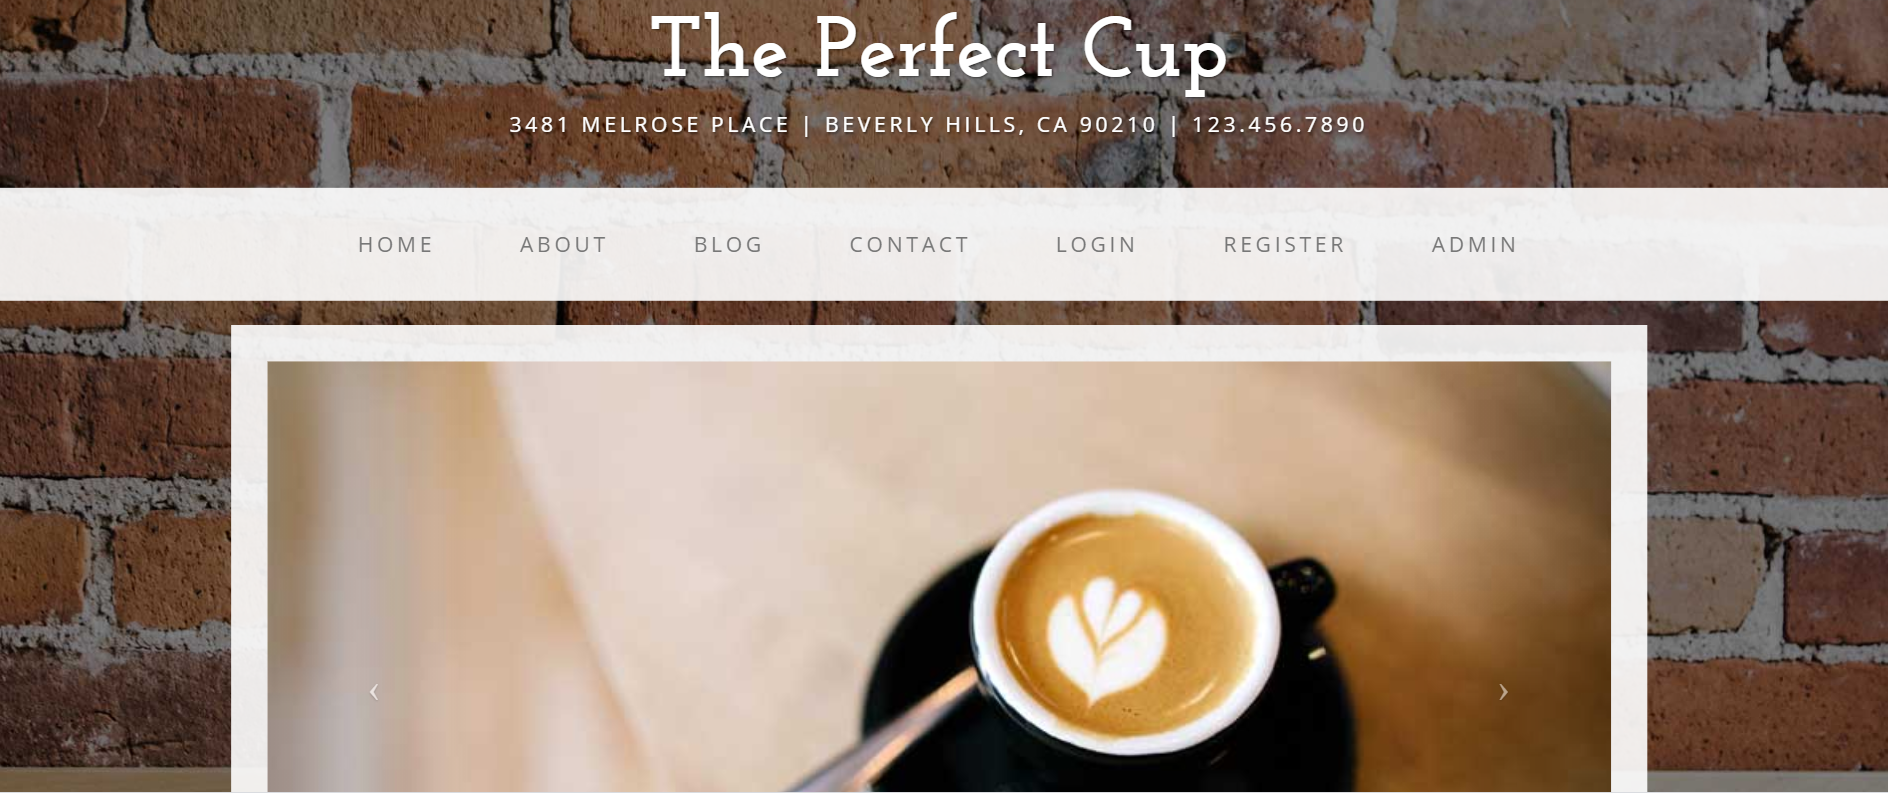 The Perfect Cup
3481 MELROSE PLACE | BEVERLY HILLS, CA 90210 | 123.456.7890
HOME ABOUT BLOG CONTACT LOGIN REGISTER ADMIN
‹ ›